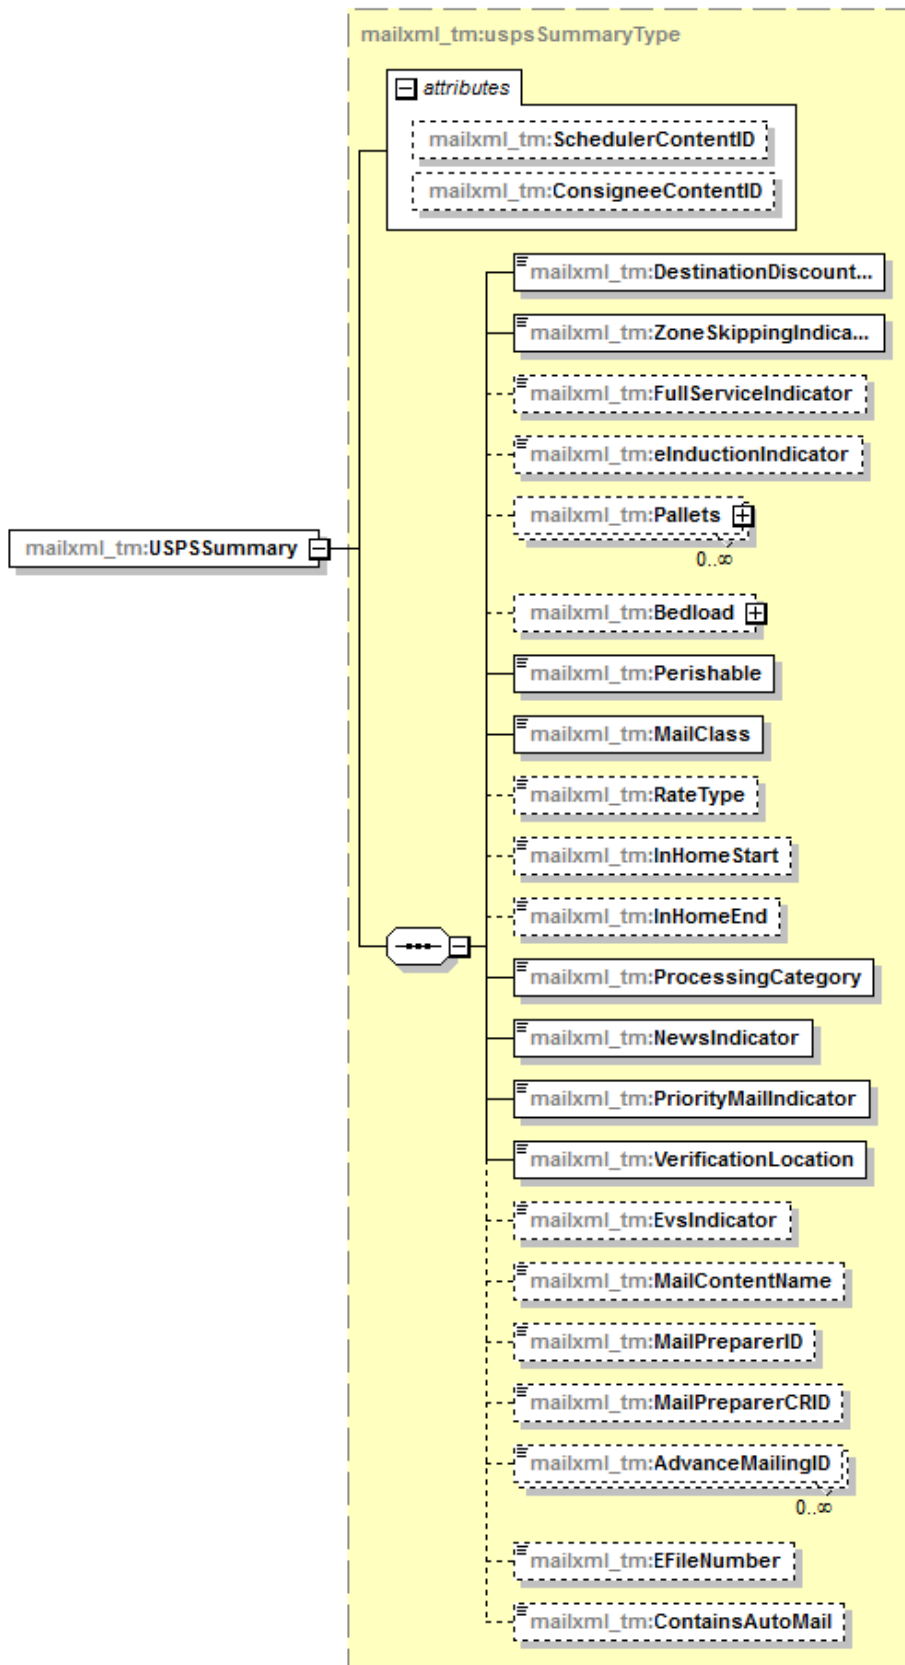 mailxml_tm:uspsSummaryType
attributes
mailxml_tm:SchedulerContentID
mailxml_tm:ConsigneeContentID
mailxml_tm:DestinationDiscount...
mailxml_tm:ZoneSkippingIndica...
mailxml_tm:FullServiceIndicator
mailxml_tm:eInductionIndicator
mailxml_tm:Pallets
0..∞
mailxml_tm:USPSSummary
mailxml_tm:Bedload
mailxml_tm:Perishable
mailxml_tm:MailClass
mailxml_tm:RateType
mailxml_tm:InHomeStart
mailxml_tm:InHomeEnd
mailxml_tm:ProcessingCategory
mailxml_tm:NewsIndicator
mailxml_tm:PriorityMailIndicator
mailxml_tm:VerificationLocation
mailxml_tm:EvsIndicator
mailxml_tm:MailContentName
mailxml_tm:MailPreparerID
mailxml_tm:MailPreparerCRID
mailxml_tm:AdvanceMailingID
0..∞
mailxml_tm:EFileNumber
mailxml_tm:ContainsAutoMail